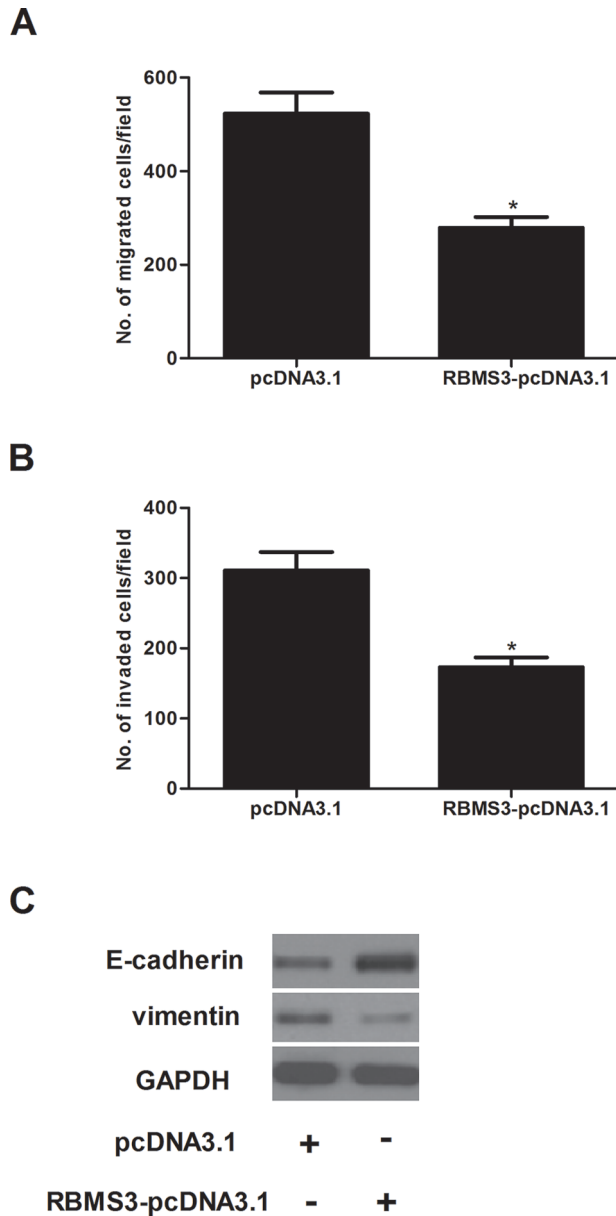 A
No. of migrated cells/field
600
400
200
0
*
pcDNA3.1 RBMS3-pcDNA3.1
B
No. of invaded cells/field
400
300
200
100
0
*
pcDNA3.1 RBMS3-pcDNA3.1
C
E-cadherin
vimentin
GAPDH
pcDNA3.1 + -
RBMS3-pcDNA3.1 - +